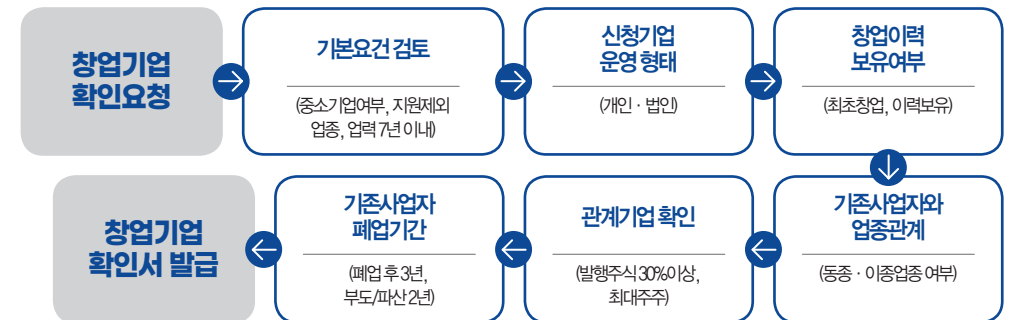 창업기업
확인요청
기본요건 검토
(중소기업여부, 지원제외
업종, 업력 7년 이내)
신청기업
운영 형태
(개인 · 법인)
창업이력
보유여부
(최초창업, 이력보유)
기존사업자와
업종관계
(동종 · 이종업종 여부)
관계기업 확인
(발행주식 30%이상,
최대주주)
기존사업자
폐업기간
(폐업 후 3년,
부도/파산 2년)
창업기업
확인서 발급